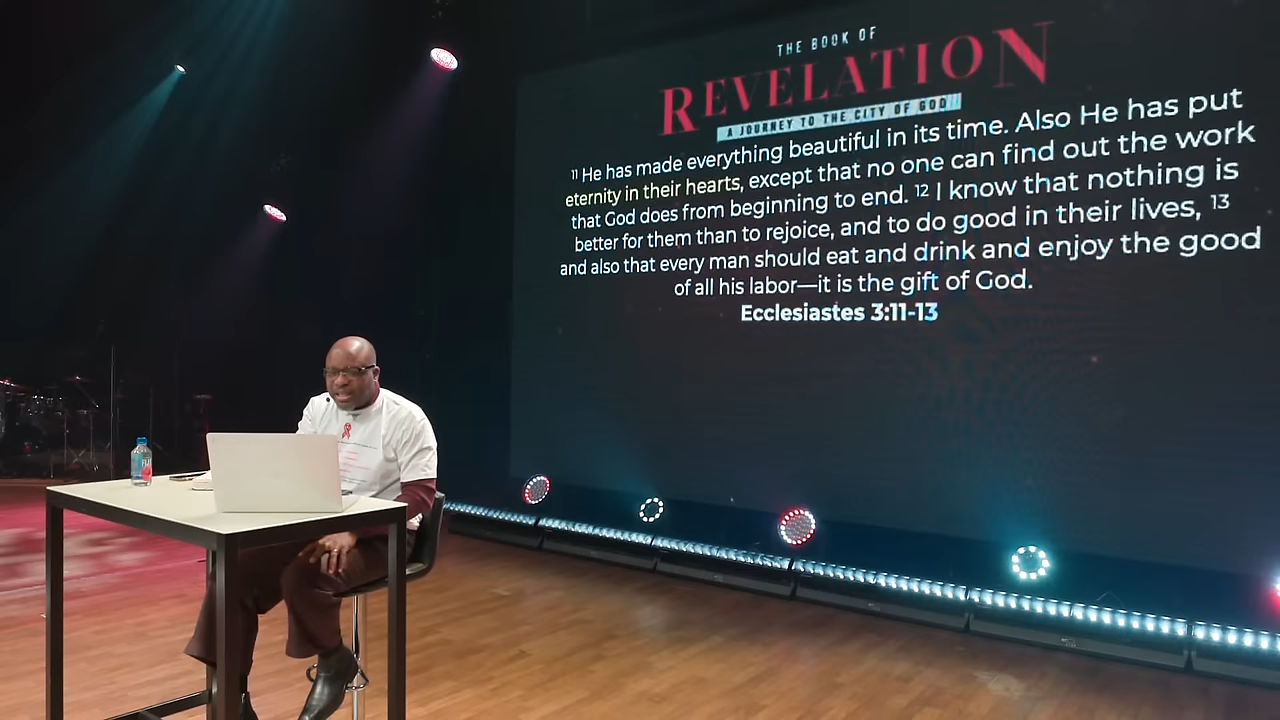 THE BOOK OF
REVELATION
A JOURNEY TO THE CITY OF GOD
11 He has made everything beautiful in its time. Also He has put
eternity in their hearts, except that no one can find out the work
that God does from beginning to end. 12 I know that nothing is
better for them than to rejoice, and to do good in their lives, 13
and also that every man should eat and drink and enjoy the good
of all his labor—it is the gift of God.
Ecclesiastes 3:11-13